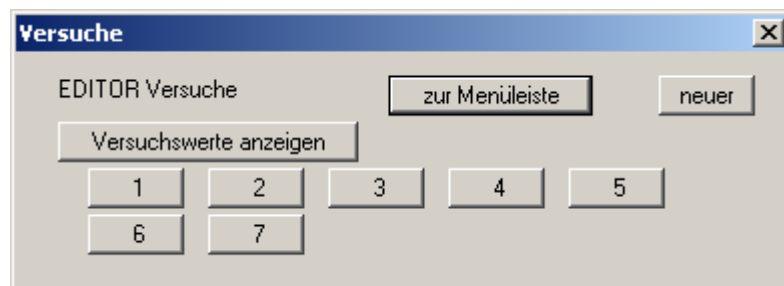 Versuche
EDITOR Versuche zur Menüleiste neuer
Versuchswerte anzeigen
1 2 3 4 5
6 7